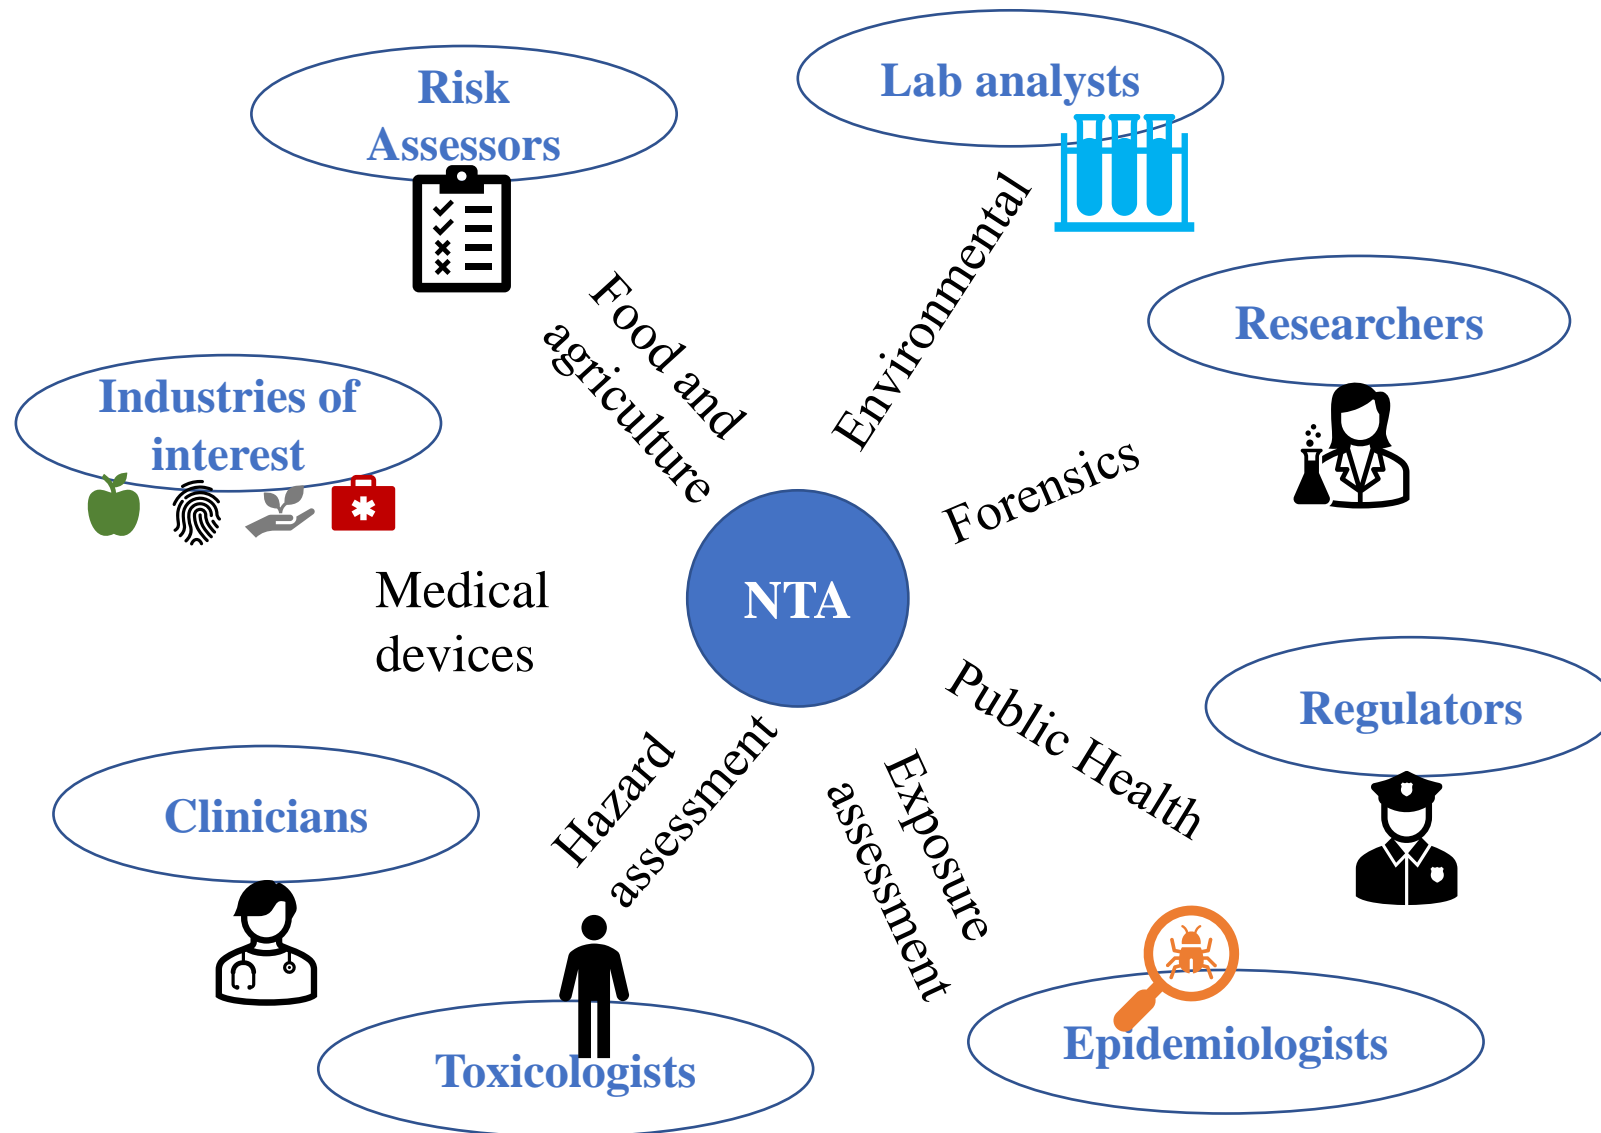 Risk
Assessors
Lab analysts
Researchers
Industries of
interest
Food and
agriculture
Environmental
Forensics
Medical
devices
NTA
Public Health
Regulators
Hazard
assessment
Exposure
assessment
Clinicians
Toxicologists
Epidemiologists